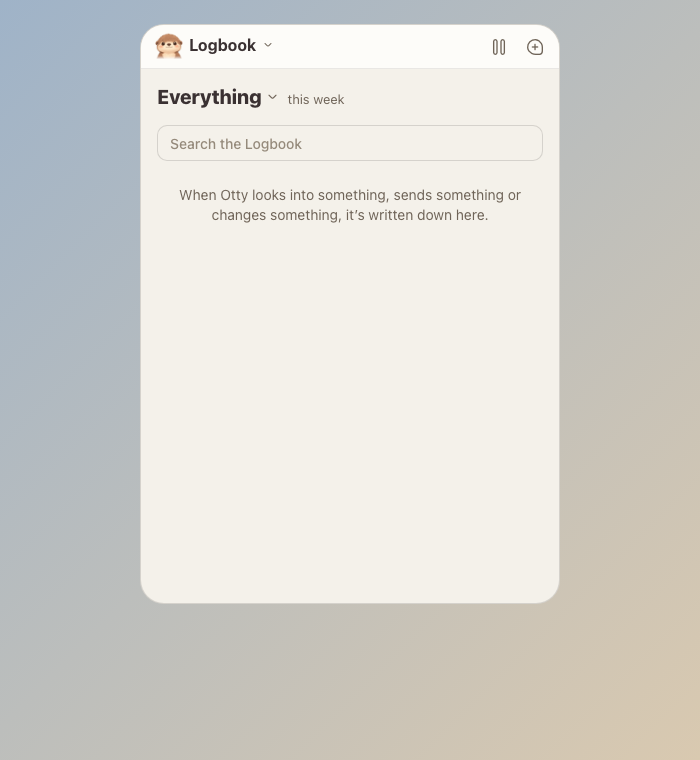 Logbook
Everything this week
Search the Logbook
When Otty looks into something, sends something or
changes something, it’s written down here.